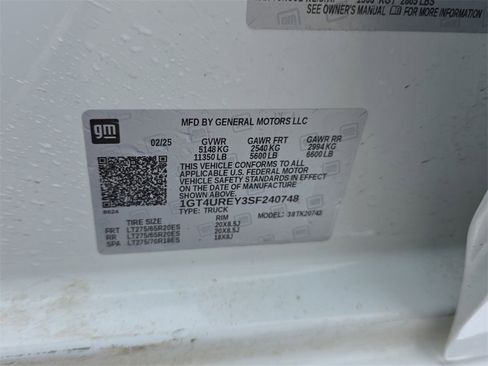 SEE OWNER'S MANUAL FOR MORE INFORMATION
gm
MFD BY GENERAL MOTORS LLC
02/25 GVWR GAWR FRT GAWR RR
5148 KG 2540 KG 2994 KG
11350 LB 5600 LB 6600 LB
THIS VEHICLE CONFORMS TO ALL
APPLICABLE U.S. FEDERAL MOTOR
VEHICLE SAFETY STANDARDS IN EFFECT
ON THE DATE OF MANUFACTURE
1GT4UREY3SF240748
TYPE: TRUCK MODEL:
TIRE SIZE RIM
FRT LT275/65R20ES 20X8.5J
RR LT275/65R20ES 20X8.5J
SPA LT275/70R18ES 18X8J